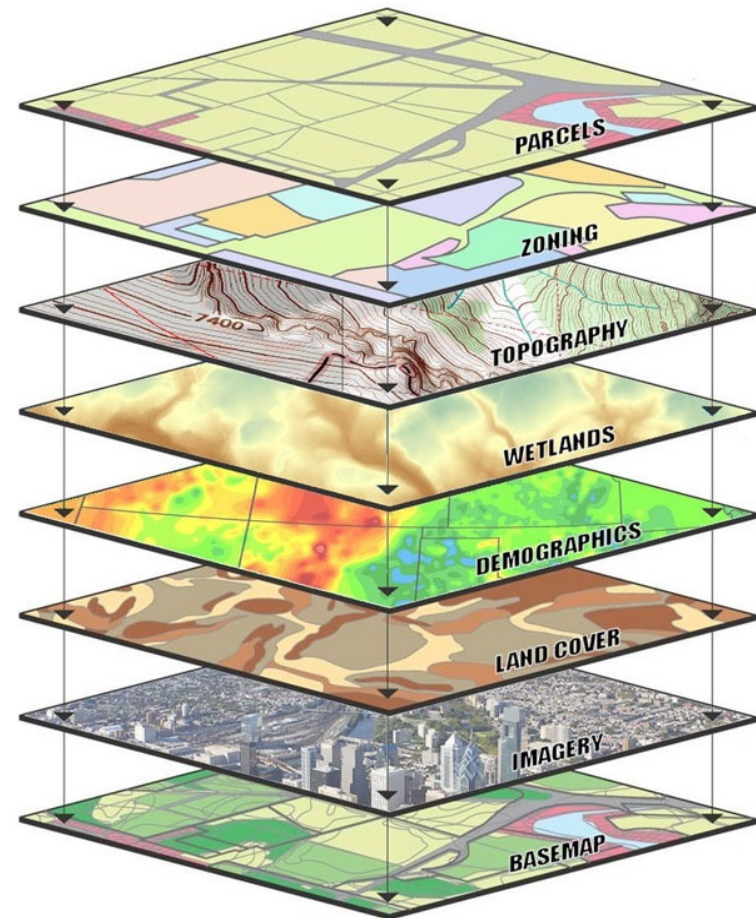 PARCELS
ZONING
7400
TOPOGRAPHY
WETLANDS
DEMOGRAPHICS
LAND COVER
IMAGERY
BASEMAP